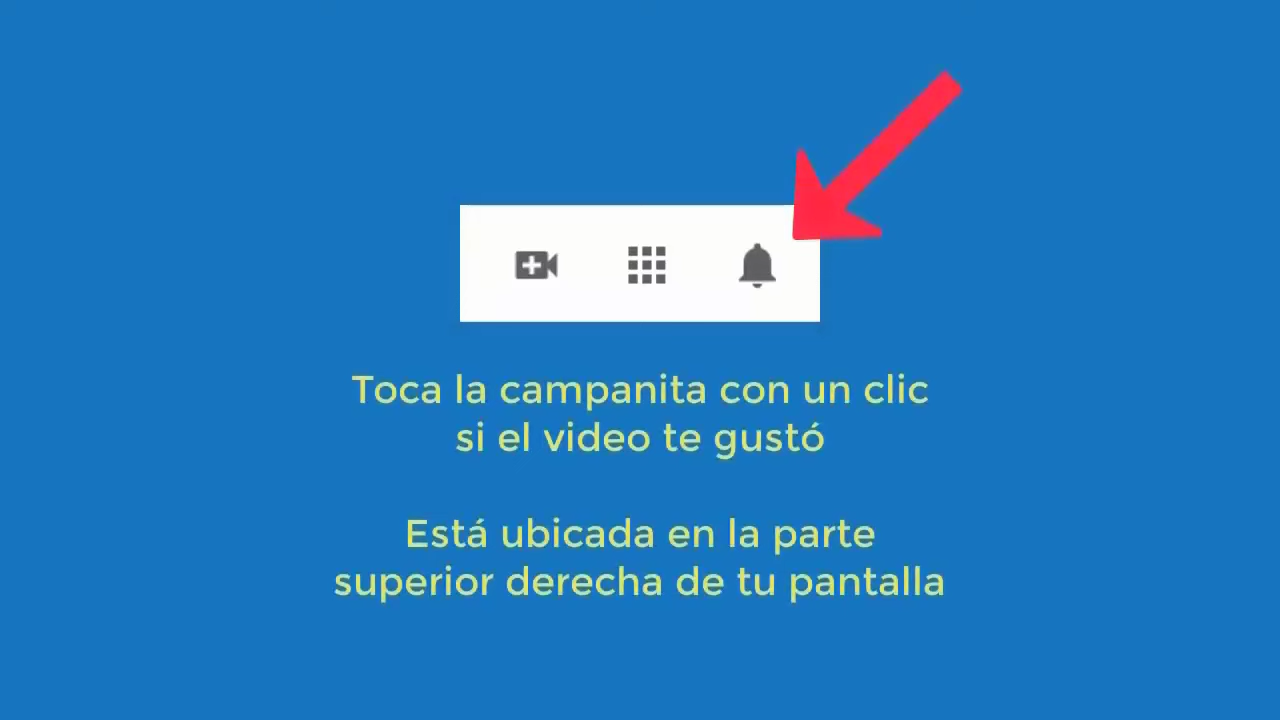 Toca la campanita con un clic
si el video te gustó
Está ubicada en la parte
superior derecha de tu pantalla